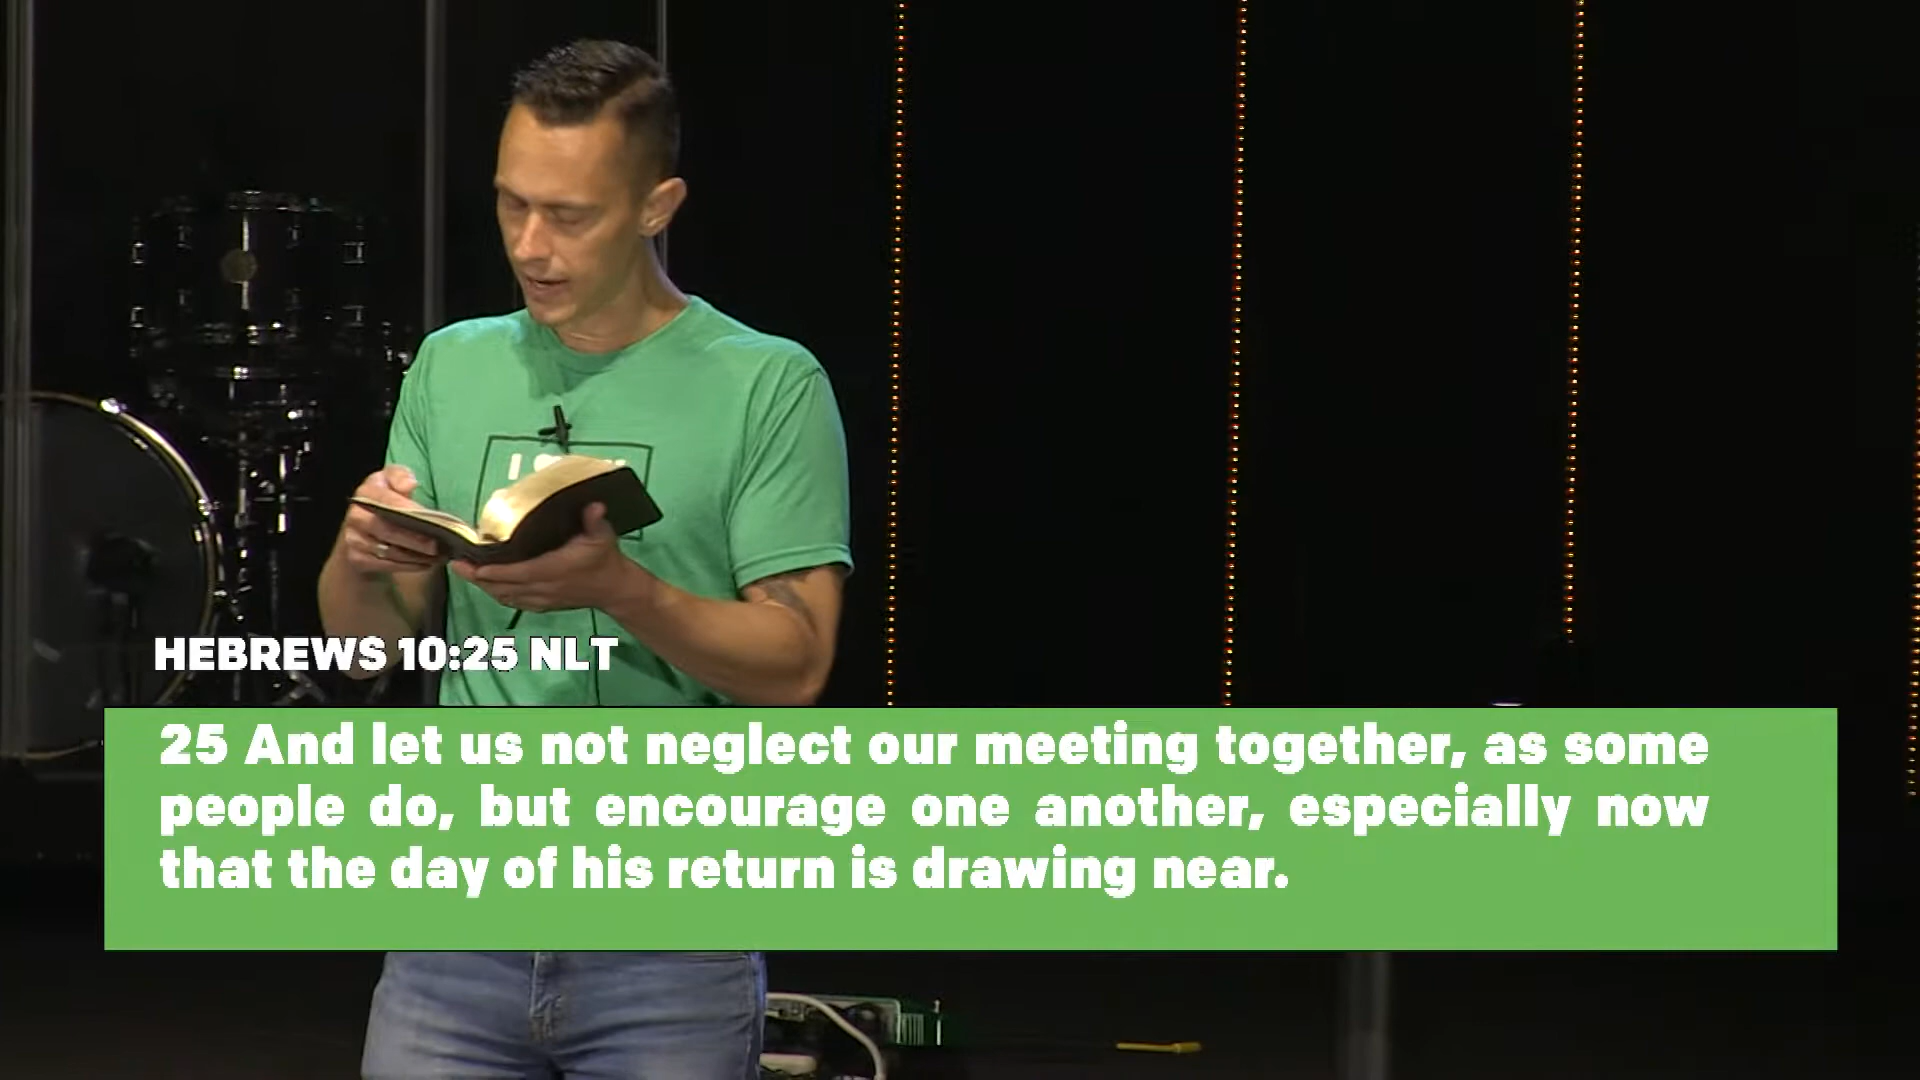 HEBREWS 10:25 NLT
25 And let us not neglect our meeting together, as some
people do, but encourage one another, especially now
that the day of his return is drawing near.